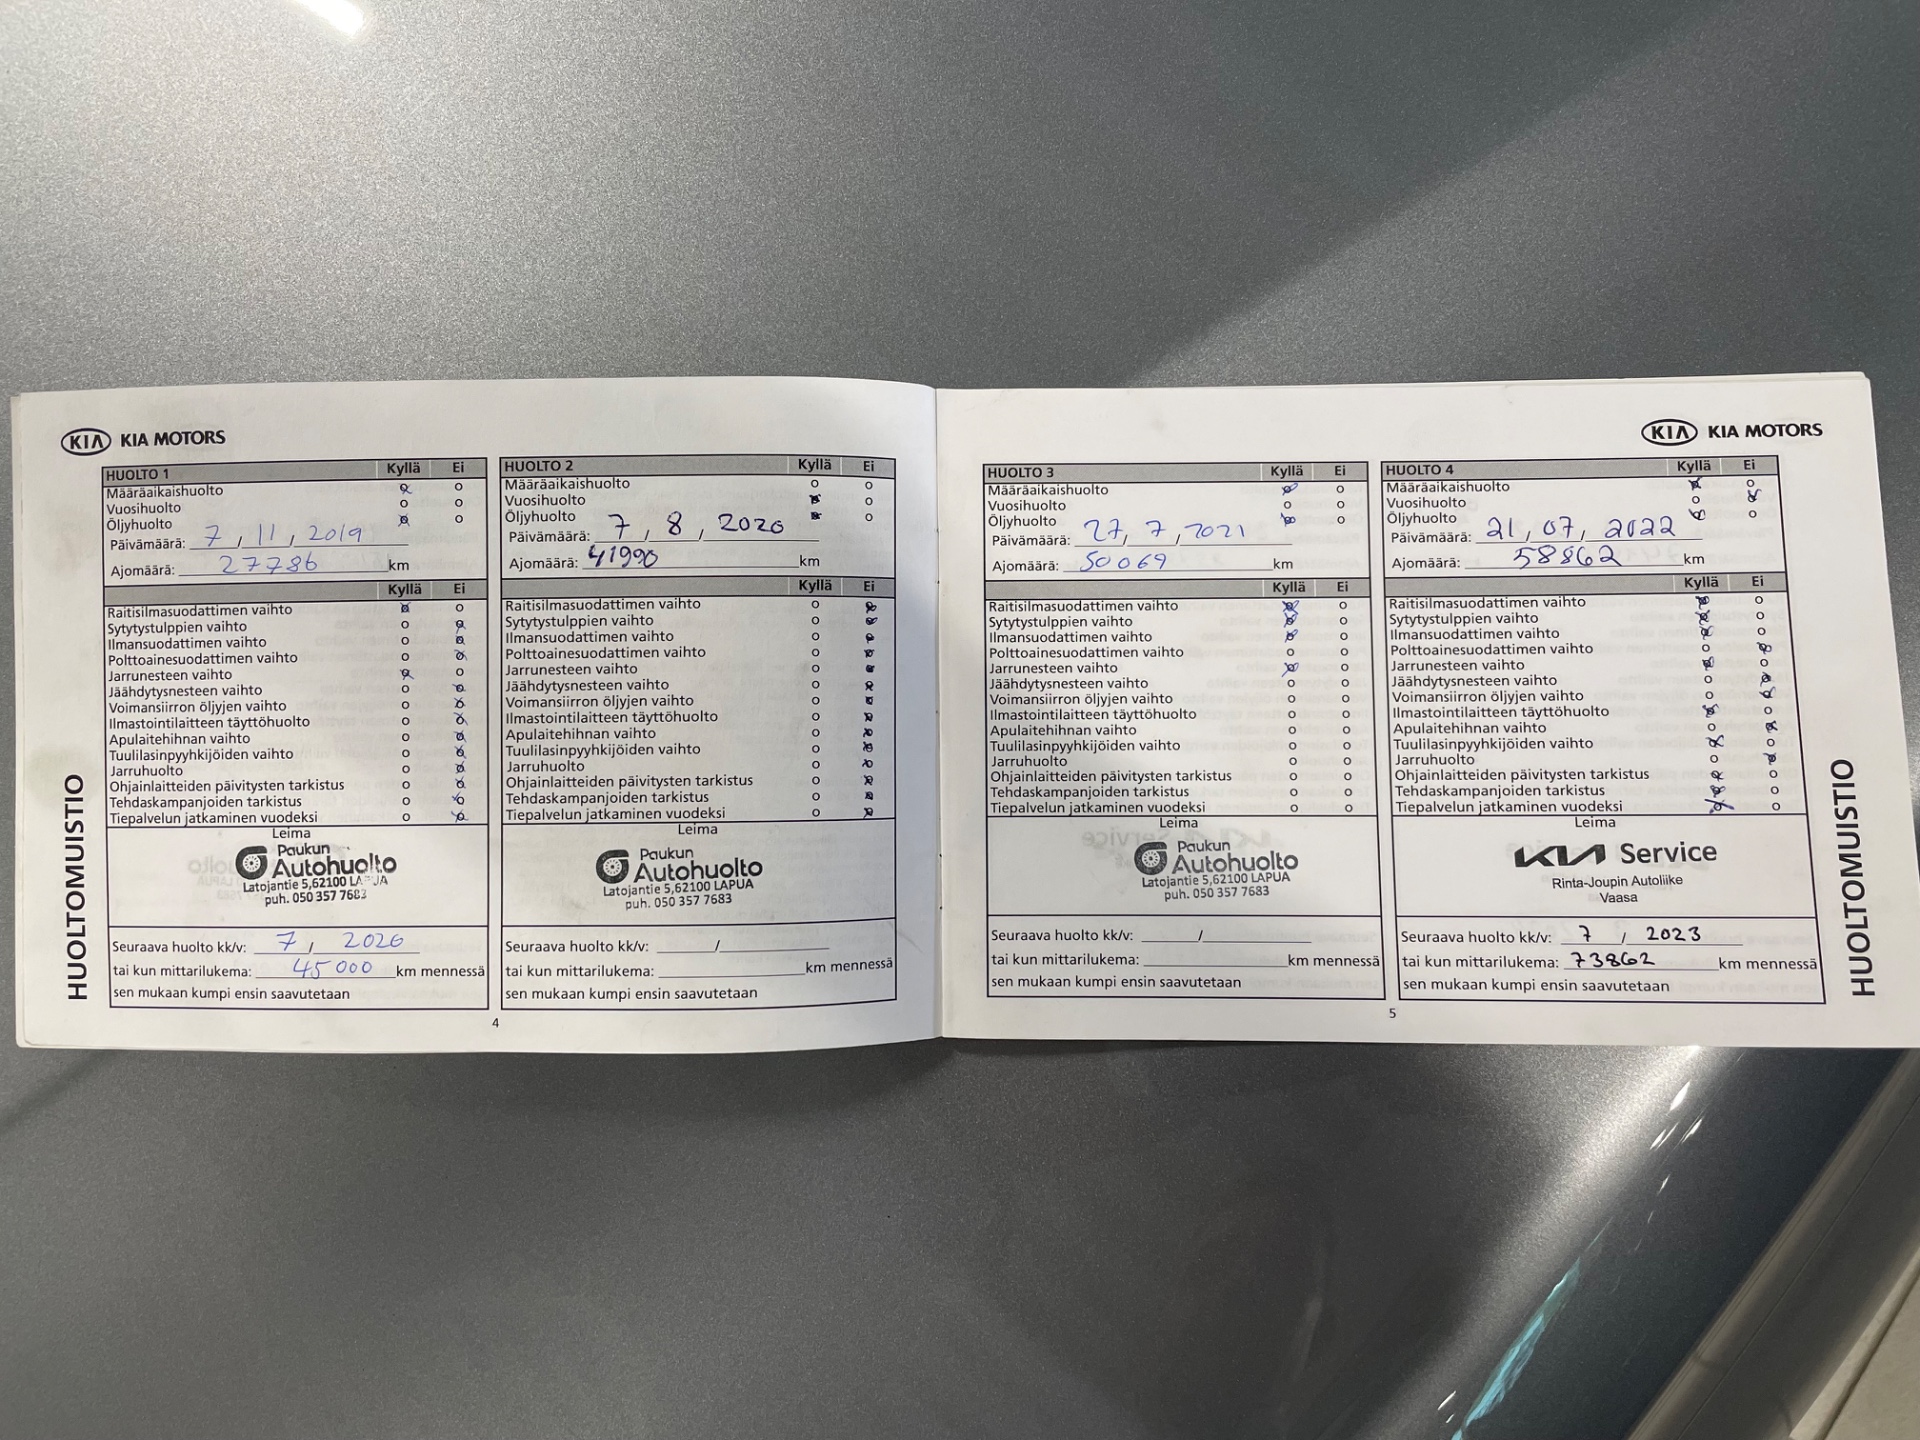 KIA KIA MOTORS
HUOLTOMUISTIO
HUOLTO 1 Kyllä Ei
Määräaikaishuolto
Vuosihuolto
Öljyhuolto
Päivämäärä: 7, 11, 2019
Ajomäärä: 27786 km
Kyllä Ei
Raitisilmasuodattimen vaihto
Sytytystulppien vaihto
Ilmansuodattimen vaihto
Polttoainesuodattimen vaihto
Jarrunesteen vaihto
Jäähdytysnesteen vaihto
Voimansiirron öljyjen vaihto
Ilmastointilaitteen täyttöhuolto
Apulaitehihnan vaihto
Tuulilasinpyyhkijöiden vaihto
Jarruhuolto
Ohjainlaitteiden päivitysten tarkistus
Tehdaskampanjoiden tarkistus
Tiepalvelun jatkaminen vuodeksi
Leima
Paukun
Autohuolto
Latojantie 5,62100 LAPUA
puh. 050 357 7683
Seuraava huolto kk/v: 7, 2020
tai kun mittarilukema: 45000 km mennessä
sen mukaan kumpi ensin saavutetaan
HUOLTO 2 Kyllä Ei
Määräaikaishuolto
Vuosihuolto
Öljyhuolto
Päivämäärä: 7, 8, 2020
Ajomäärä: 41990 km
Kyllä Ei
Raitisilmasuodattimen vaihto
Sytytystulppien vaihto
Ilmansuodattimen vaihto
Polttoainesuodattimen vaihto
Jarrunesteen vaihto
Jäähdytysnesteen vaihto
Voimansiirron öljyjen vaihto
Ilmastointilaitteen täyttöhuolto
Apulaitehihnan vaihto
Tuulilasinpyyhkijöiden vaihto
Jarruhuolto
Ohjainlaitteiden päivitysten tarkistus
Tehdaskampanjoiden tarkistus
Tiepalvelun jatkaminen vuodeksi
Leima
Paukun
Autohuolto
Latojantie 5,62100 LAPUA
puh. 050 357 7683
Seuraava huolto kk/v: /
tai kun mittarilukema: km mennessä
sen mukaan kumpi ensin saavutetaan
4
KIA KIA MOTORS
HUOLTO 3 Kyllä Ei
Määräaikaishuolto
Vuosihuolto
Öljyhuolto
Päivämäärä: 27, 7, 2021
Ajomäärä: 50069 km
Kyllä Ei
Raitisilmasuodattimen vaihto
Sytytystulppien vaihto
Ilmansuodattimen vaihto
Polttoainesuodattimen vaihto
Jarrunesteen vaihto
Jäähdytysnesteen vaihto
Voimansiirron öljyjen vaihto
Ilmastointilaitteen täyttöhuolto
Apulaitehihnan vaihto
Tuulilasinpyyhkijöiden vaihto
Jarruhuolto
Ohjainlaitteiden päivitysten tarkistus
Tehdaskampanjoiden tarkistus
Tiepalvelun jatkaminen vuodeksi
Leima
Paukun
Autohuolto
Latojantie 5,62100 LAPUA
puh. 050 357 7683
Seuraava huolto kk/v: /
tai kun mittarilukema: km mennessä
sen mukaan kumpi ensin saavutetaan
HUOLTO 4 Kyllä Ei
Määräaikaishuolto
Vuosihuolto
Öljyhuolto
Päivämäärä: 21, 07, 2022
Ajomäärä: 58862 km
Kyllä Ei
Raitisilmasuodattimen vaihto
Sytytystulppien vaihto
Ilmansuodattimen vaihto
Polttoainesuodattimen vaihto
Jarrunesteen vaihto
Jäähdytysnesteen vaihto
Voimansiirron öljyjen vaihto
Ilmastointilaitteen täyttöhuolto
Apulaitehihnan vaihto
Tuulilasinpyyhkijöiden vaihto
Jarruhuolto
Ohjainlaitteiden päivitysten tarkistus
Tehdaskampanjoiden tarkistus
Tiepalvelun jatkaminen vuodeksi
Leima
KIA Service
Rinta-Joupin Autoliike
Vaasa
Seuraava huolto kk/v: 7 / 2023
tai kun mittarilukema: 73862 km mennessä
sen mukaan kumpi ensin saavutetaan
5
HUOLTOMUISTIO